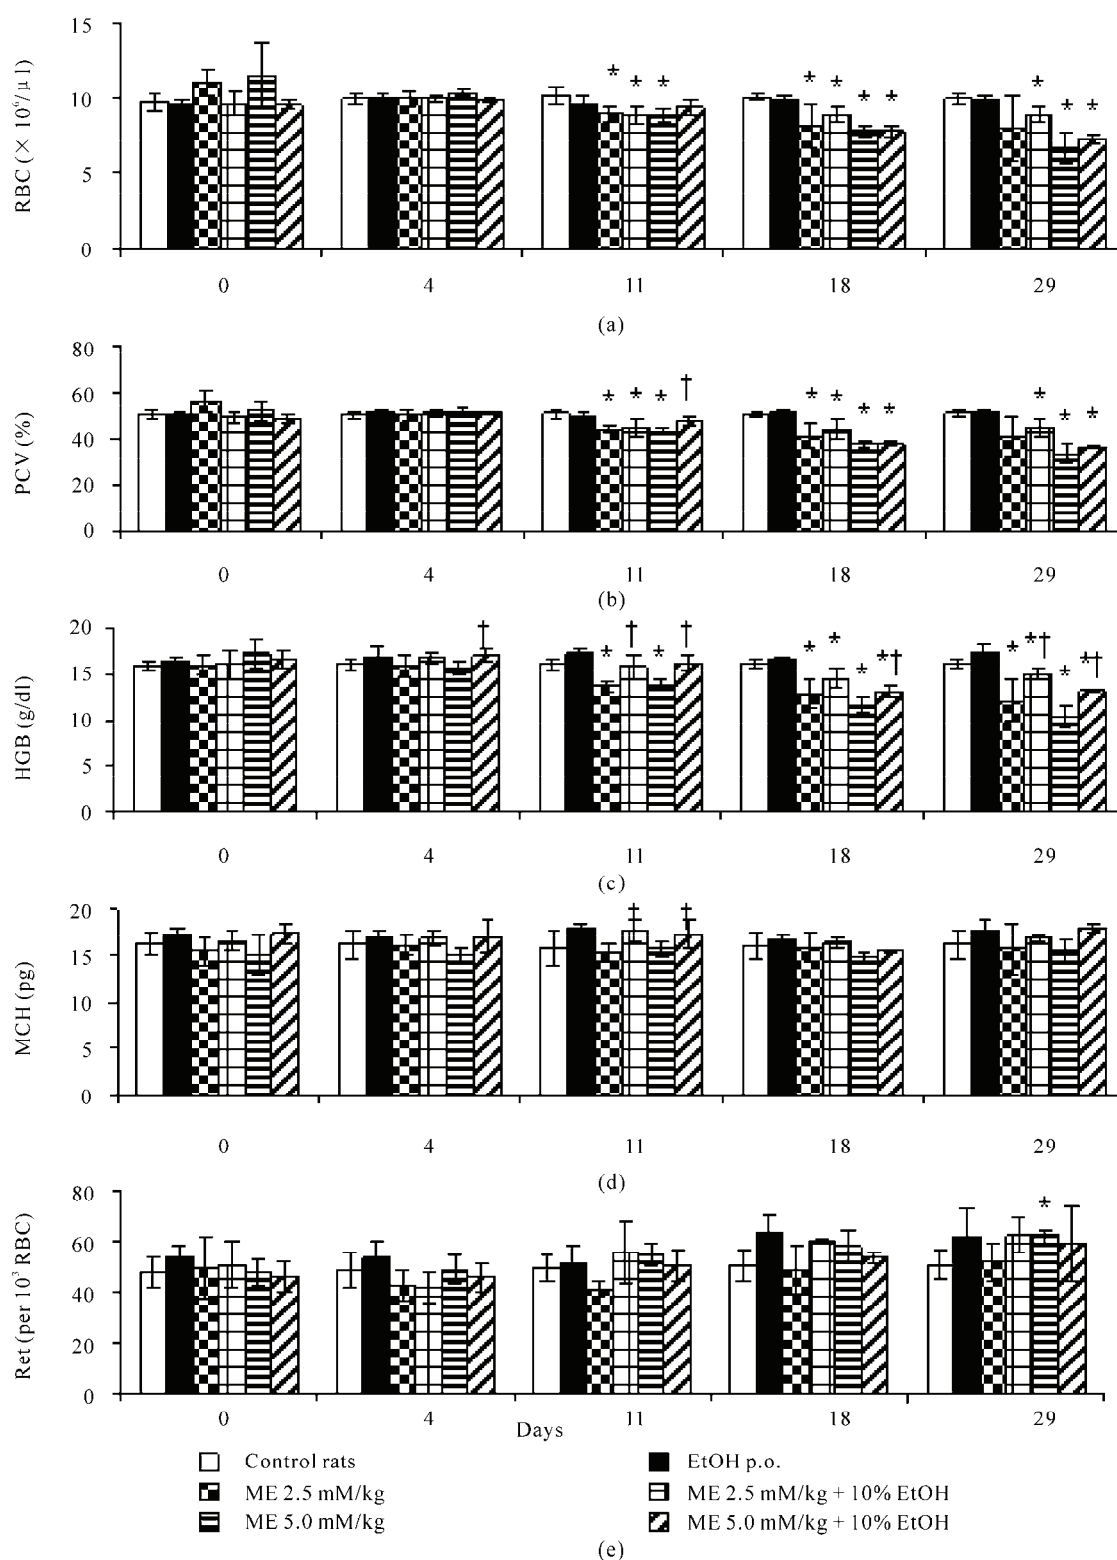 RBC (× 10⁶/μl)
15
10
5
0
* * *
* * * *
* * *
0 4 11 18 29
(a)
PCV (%)
80
60
40
20
0
* * * †
* * * *
* * *
0 4 11 18 29
(b)
HGB (g/dl)
20
15
10
5
0
†
* † * †
* * * *†
* *† * *†
0 4 11 18 29
(c)
MCH (pg)
20
15
10
5
0
† †
0 4 11 18 29
(d)
Ret (per 10³ RBC)
80
60
40
20
0
*
0 4 11 18 29
Days
Control rats EtOH p.o.
ME 2.5 mM/kg ME 2.5 mM/kg + 10% EtOH
ME 5.0 mM/kg ME 5.0 mM/kg + 10% EtOH
(e)